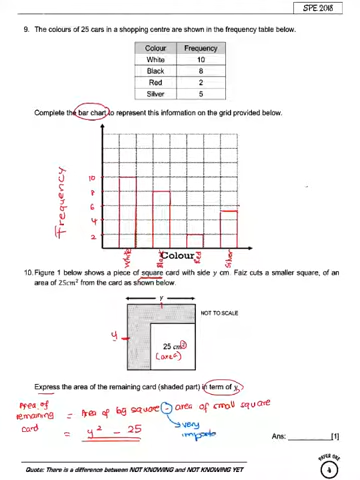 SPE 2018
9. The colours of 25 cars in a shopping centre are shown in the frequency table below.
Colour Frequency
White 10
Black 8
Red 2
Silver 5
Complete the bar chart to represent this information on the grid provided below.
Frequency
10
8
6
4
2
White Black Red Silver
Colour
10. Figure 1 below shows a piece of square card with side y cm. Faiz cuts a smaller square, of an
area of 25cm² from the card as shown below.
y
NOT TO SCALE
y
25 cm²
(area)
Express the area of the remaining card (shaded part) in term of y.
Area of
remaining = Area of big square - area of small square
card = y² - 25
very
Ans: ________ [1]
PAPER ONE
4
Quote: There is a difference between NOT KNOWING and NOT KNOWING YET